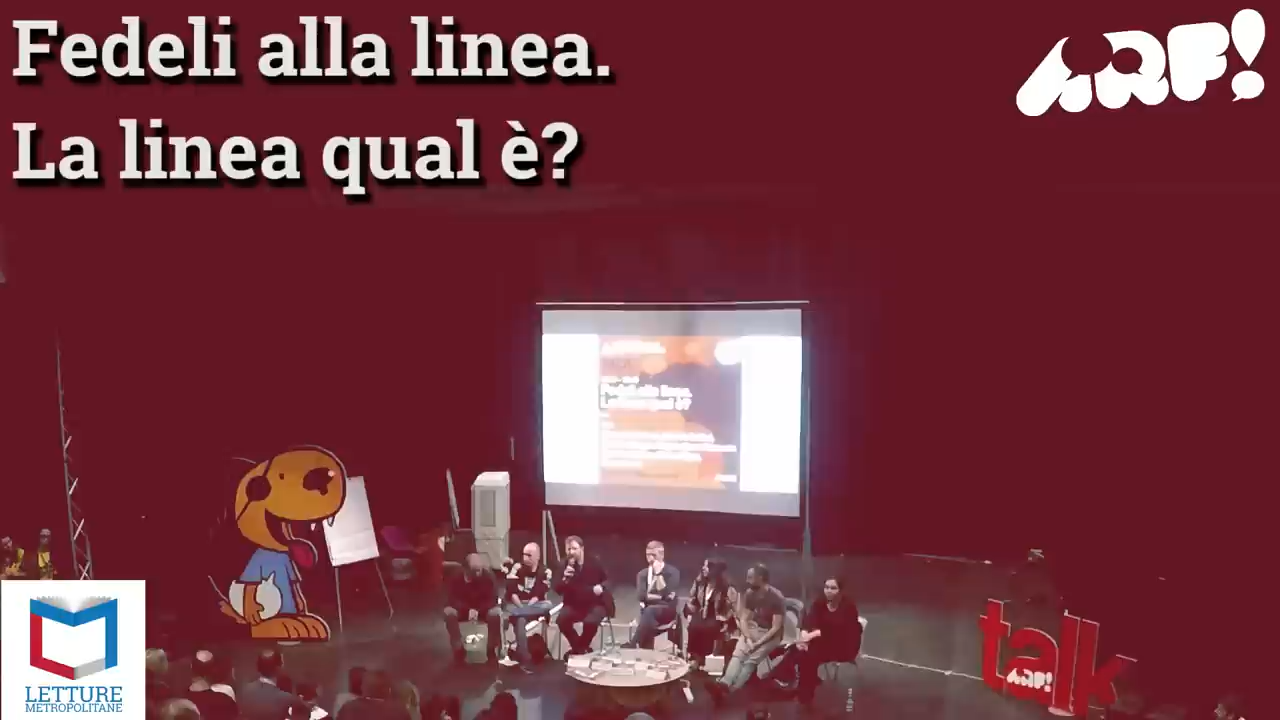 Fedeli alla linea.
La linea qual è?
ARF!
talk
ARF!
LETTURE
METROPOLITANE